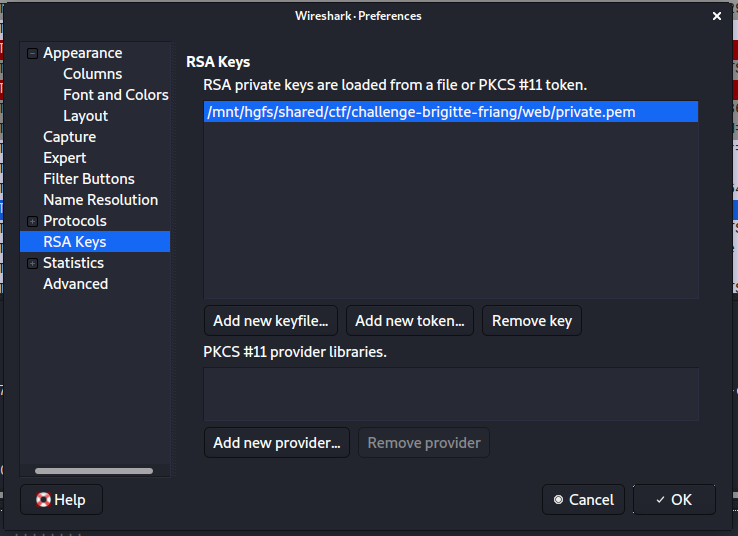 Wireshark · Preferences
Appearance
Columns
Font and Colors
Layout
Capture
Expert
Filter Buttons
Name Resolution
Protocols
RSA Keys
Statistics
Advanced
RSA Keys
RSA private keys are loaded from a file or PKCS #11 token.
/mnt/hgfs/shared/ctf/challenge-brigitte-friang/web/private.pem
Add new keyfile... Add new token... Remove key
PKCS #11 provider libraries.
Add new provider... Remove provider
Help Cancel OK